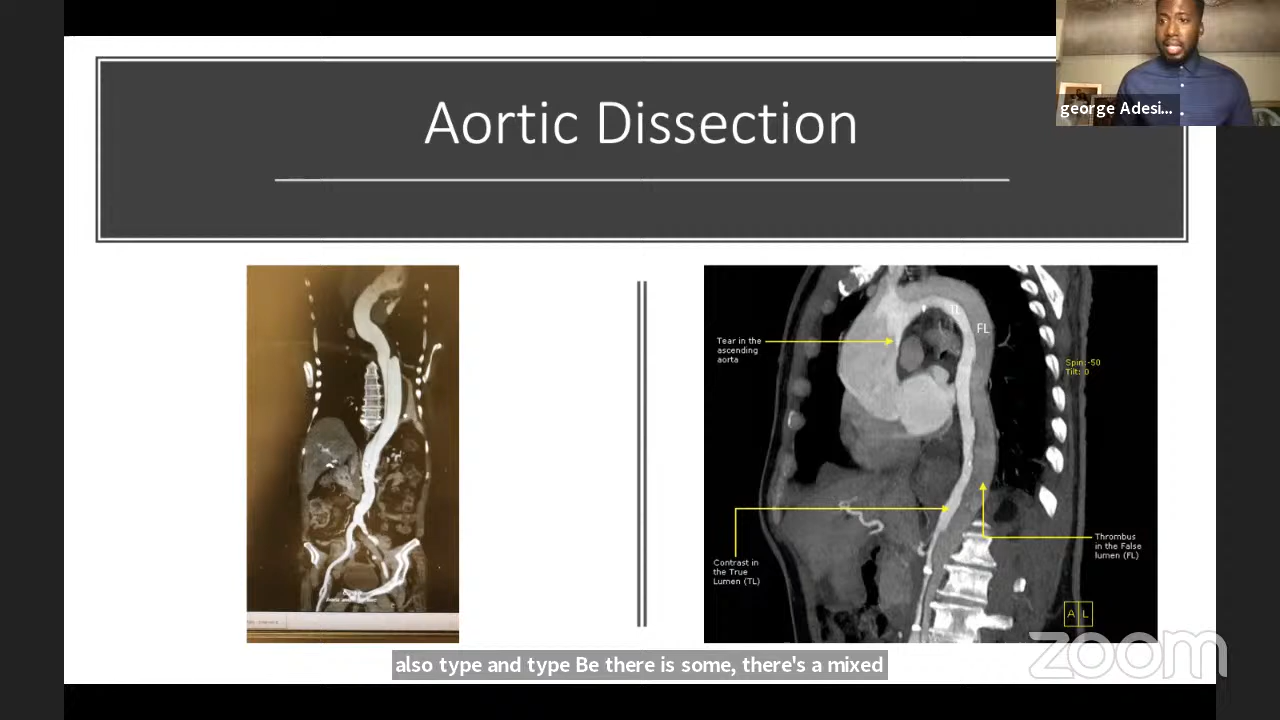 Aortic Dissection
george Adesi...
TL
FL
Tear in the
ascending
aorta
Spin:-50
Tilt: 0
Contrast in
the True
Lumen (TL)
Thrombus
in the False
lumen (FL)
A L
zoom
also type and type Be there is some, there's a mixed